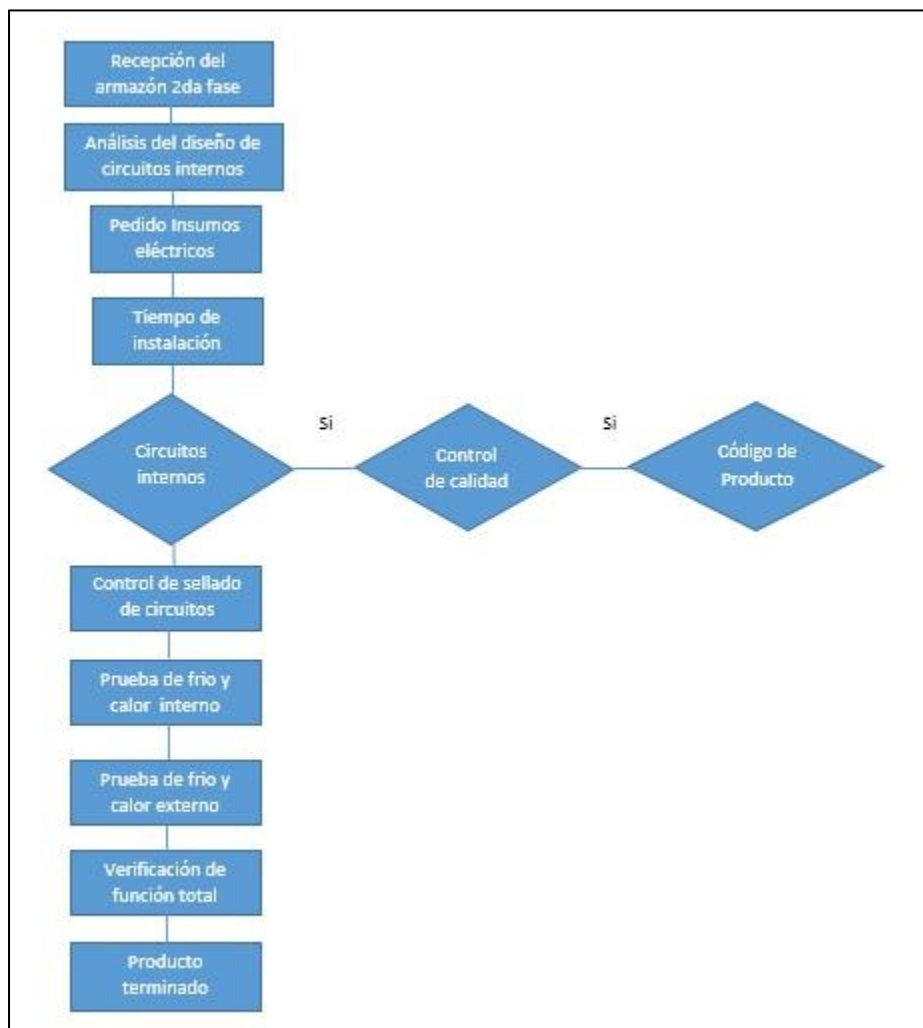 Recepción del
armazón 2da fase
Análisis del diseño de
circuitos internos
Pedido Insumos
eléctricos
Tiempo de
instalación
Circuitos
internos
Si
Control
de calidad
Si
Código de
Producto
Control de sellado
de circuitos
Prueba de frio y
calor interno
Prueba de frio y
calor externo
Verificación de
función total
Producto
terminado